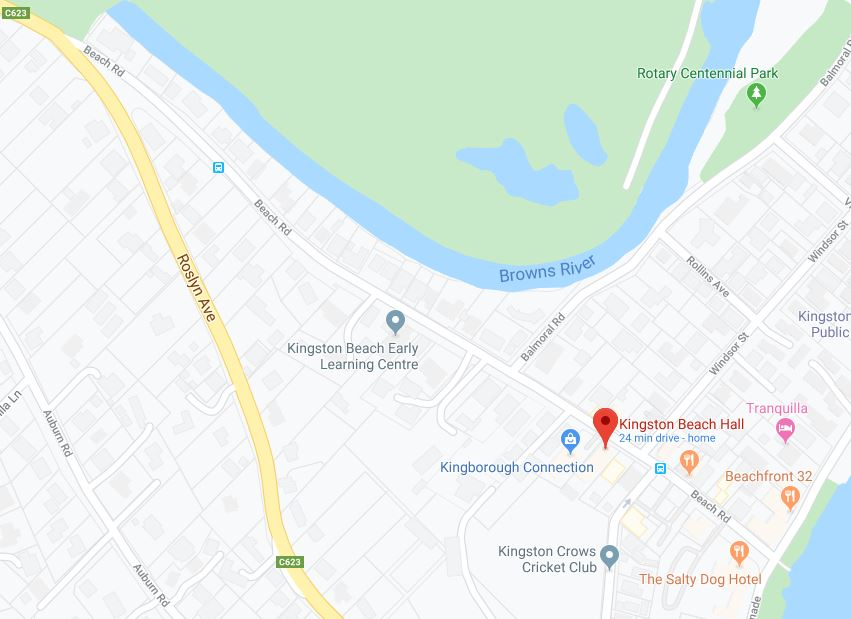 C623
Beach Rd
Balmoral
Rotary Centennial Park
Beach Rd
Windsor St
Browns River
Rollins Ave
Roslyn Ave
Kingston
Public
Balmoral Rd
Kingston Beach Early
Learning Centre
Windsor St
Auburn Rd
Tranquilla
Kingston Beach Hall
24 min drive - home
Kingborough Connection
Beachfront 32
Beach Rd
Kingston Crows
Cricket Club
C623
The Salty Dog Hotel
Auburn Rd